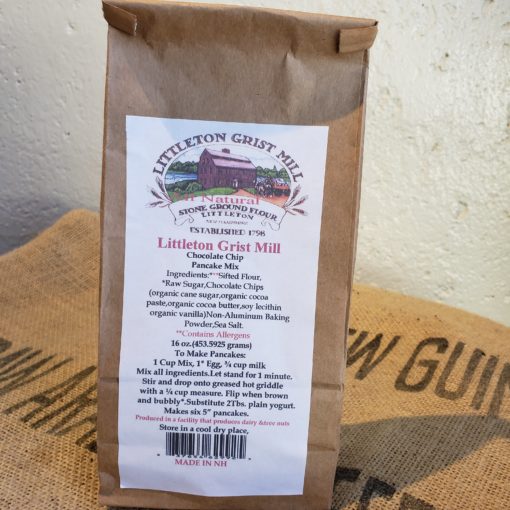 LITTLETON GRIST MILL
Natural
STONE GROUND FLOUR
LITTLETON
NEW HAMPSHIRE
ESTABLISHED 1798
Littleton Grist Mill
Chocolate Chip
Pancake Mix
Ingredients:**Sifted Flour,
*Raw Sugar,Chocolate Chips
(organic cane sugar,organic cocoa
paste,organic cocoa butter,soy lecithin
organic vanilla)Non-Aluminum Baking
Powder,Sea Salt.
**Contains Allergens
16 oz.(453.5925 grams)
To Make Pancakes:
1 Cup Mix, 1* Egg, ¾ cup milk
Mix all ingredients.Let stand for 1 minute.
Stir and drop onto greased hot griddle
with a ¼ cup measure. Flip when brown
and bubbly*.Substitute 2Tbs. plain yogurt.
Makes six 5" pancakes.
Produced in a facility that produces dairy &tree nuts
Store in a cool dry place,
MADE IN NH
EW GUIN